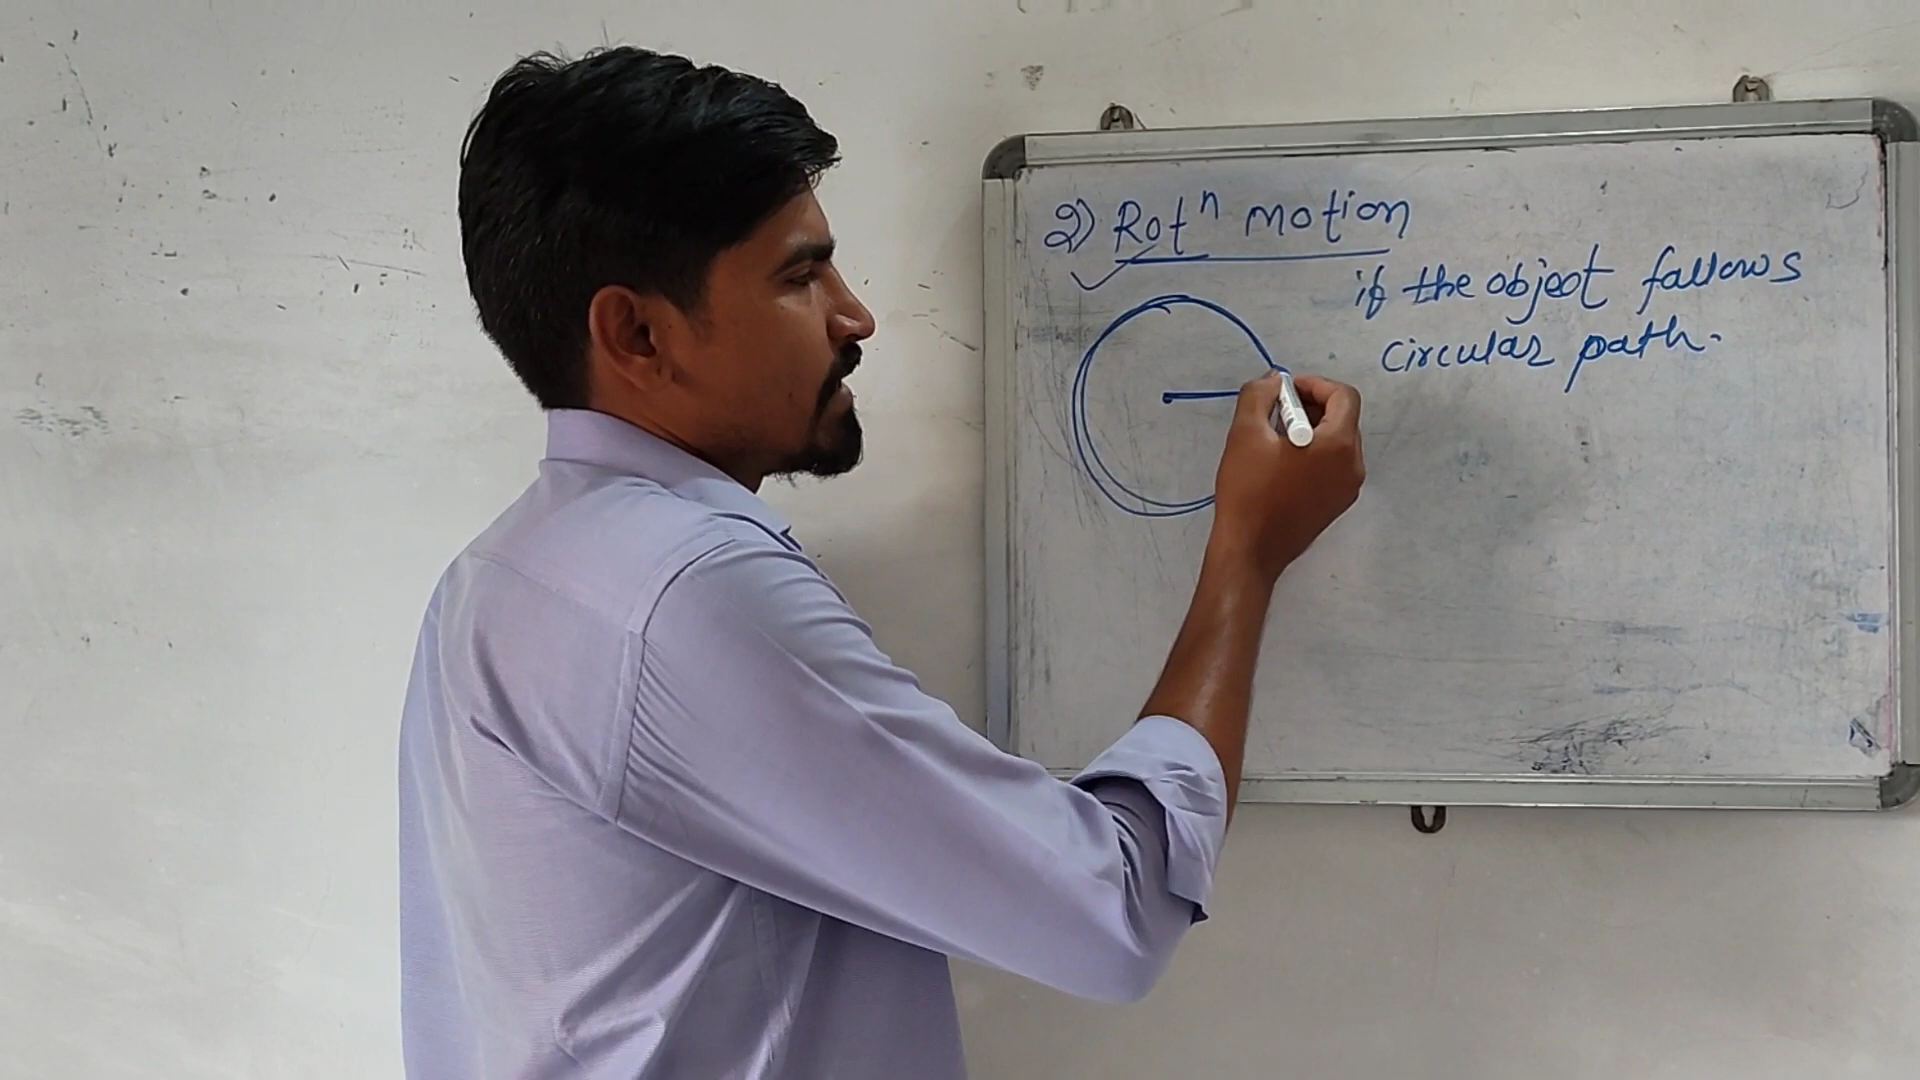 2) Rotⁿ motion
if the object fallows
circular path.